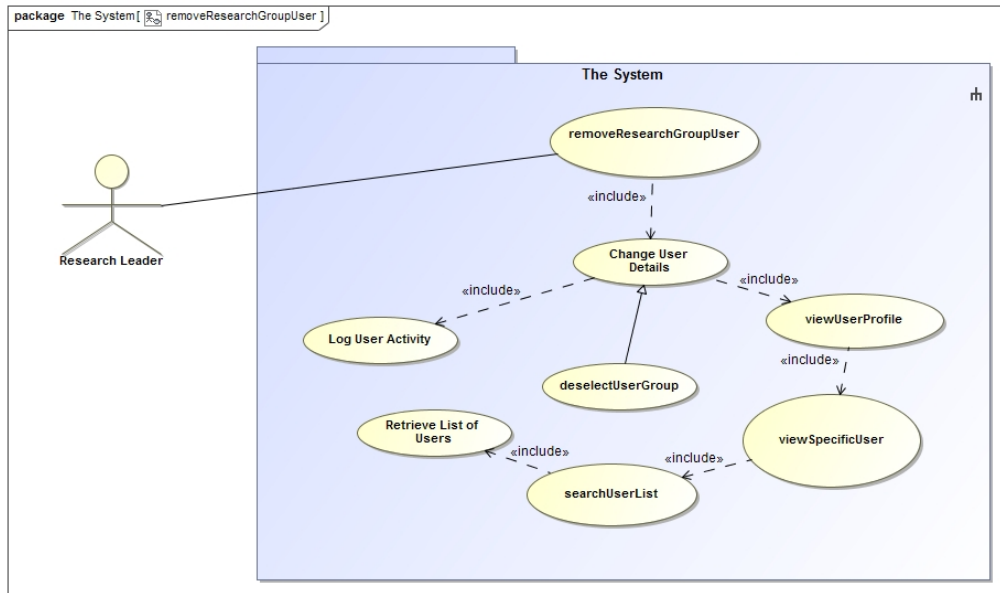 package The System[ removeResearchGroupUser ]
The System
removeResearchGroupUser
«include»
Change User
Details
«include»
«include»
viewUserProfile
Log User Activity
«include»
deselectUserGroup
Retrieve List of
Users
viewSpecificUser
«include»
«include»
searchUserList
Research Leader